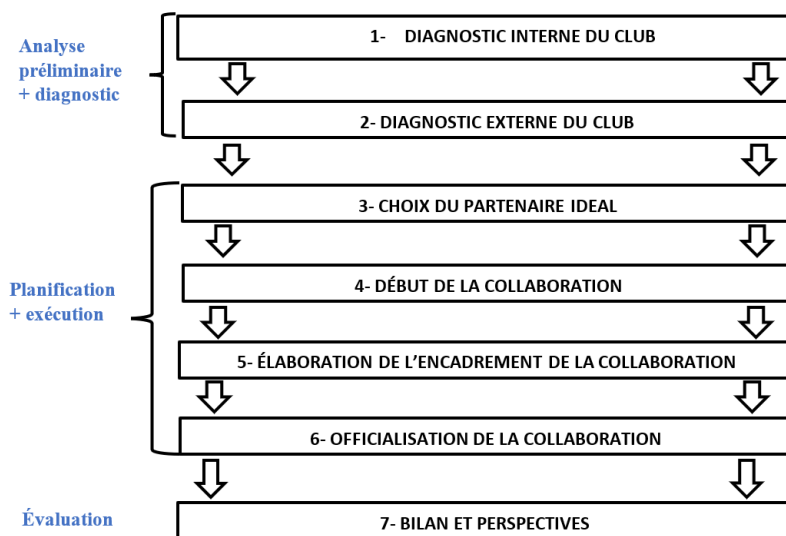 Analyse
préliminaire
+ diagnostic
1- DIAGNOSTIC INTERNE DU CLUB
2- DIAGNOSTIC EXTERNE DU CLUB
Planification
+ exécution
3- CHOIX DU PARTENAIRE IDEAL
4- DÉBUT DE LA COLLABORATION
5- ÉLABORATION DE L'ENCADREMENT DE LA COLLABORATION
6- OFFICIALISATION DE LA COLLABORATION
Évaluation
7- BILAN ET PERSPECTIVES